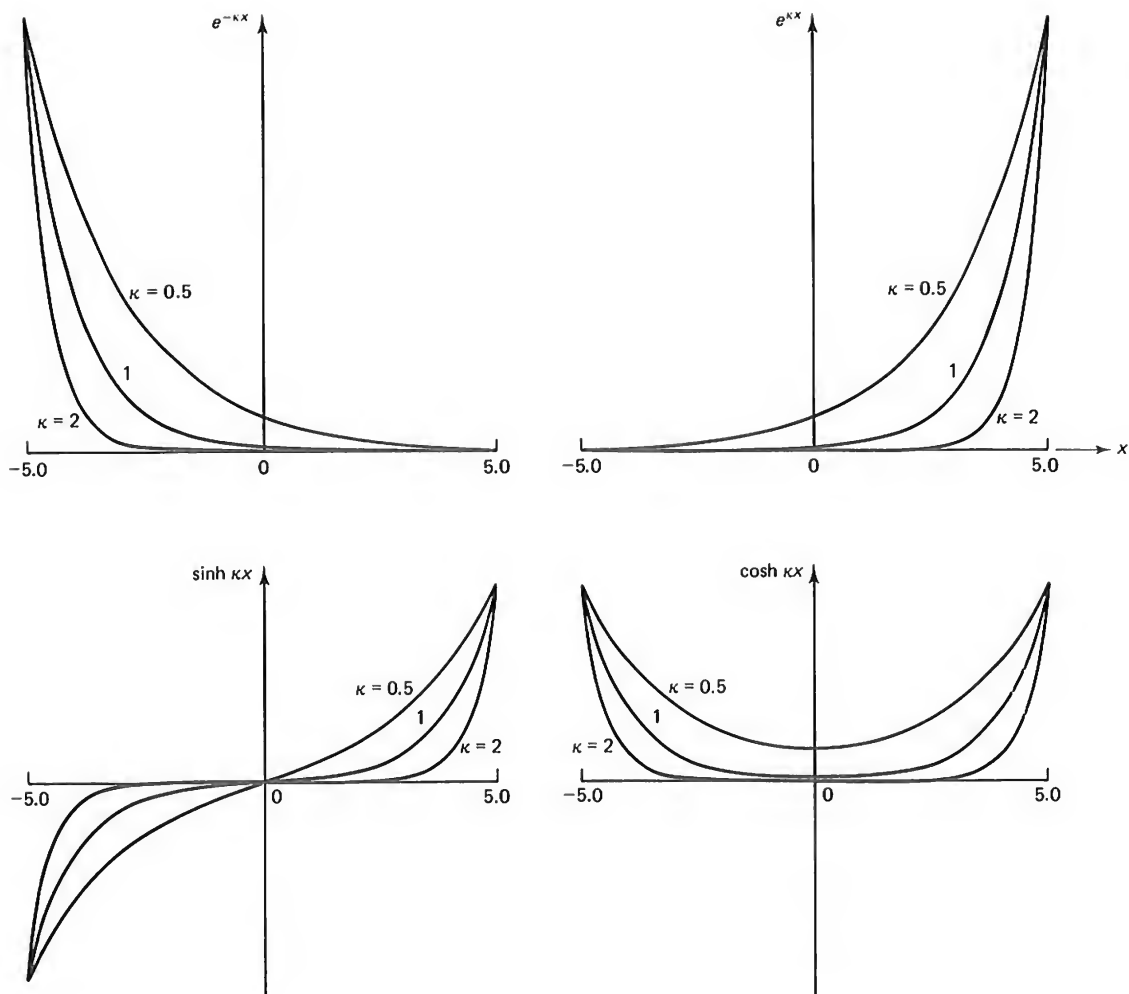 e^{-κx}
κ = 0.5
1
κ = 2
−5.0 0 5.0
e^{κx}
κ = 0.5
1
κ = 2
−5.0 0 5.0 x
sinh κx
κ = 0.5
1
κ = 2
−5.0 0 5.0
cosh κx
κ = 0.5
1
κ = 2
−5.0 0 5.0